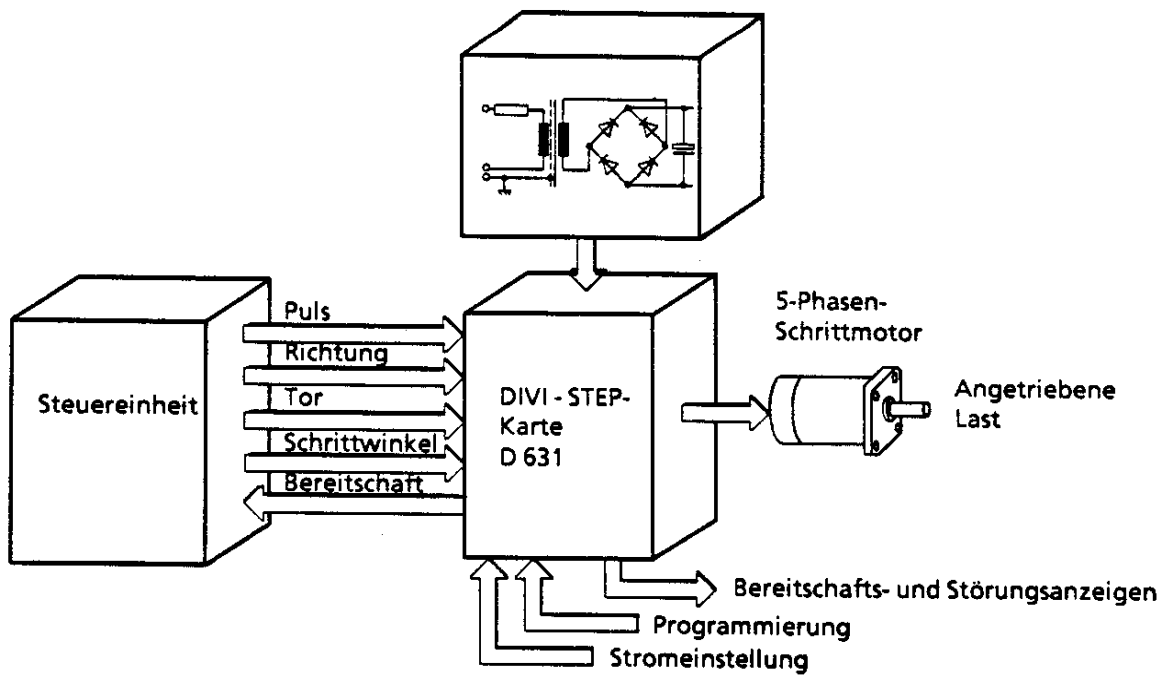 Puls
Richtung
Tor
Schrittwinkel
Bereitschaft
Steuereinheit
DIVI - STEP-
Karte
D 631
5-Phasen-
Schrittmotor
Angetriebene
Last
Bereitschafts- und Störungsanzeigen
Programmierung
Stromeinstellung